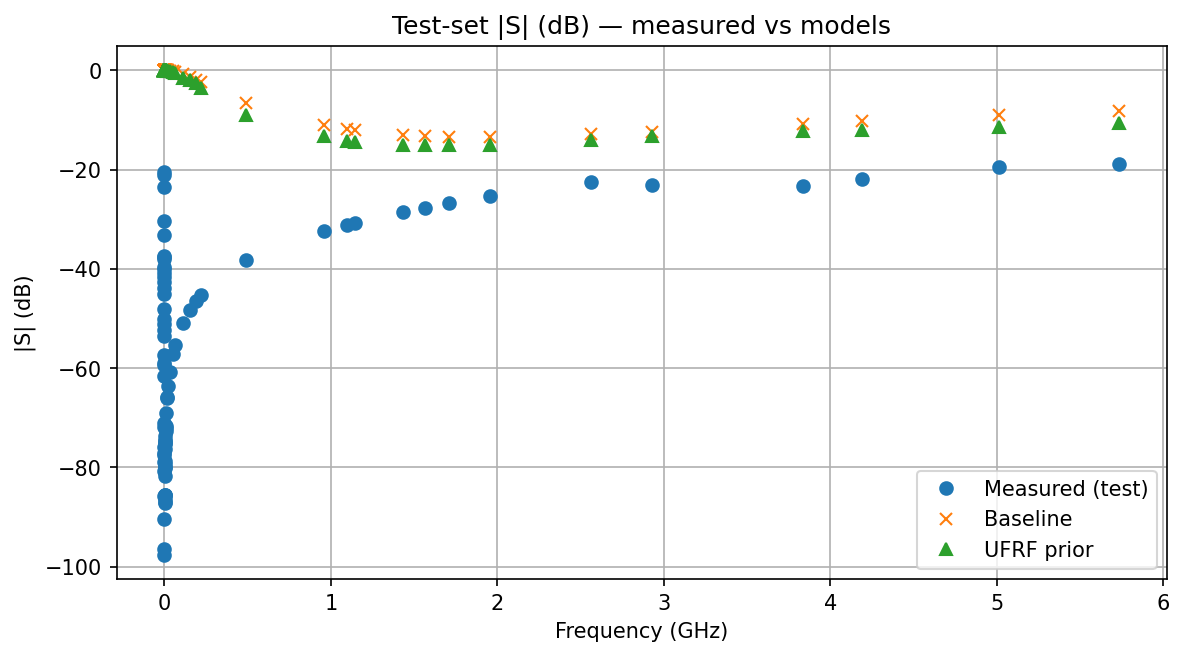 Test-set |S| (dB) — measured vs models
|S| (dB)
0
−20
−40
−60
−80
−100
0
1
2
3
4
5
6
Frequency (GHz)
Measured (test)
Baseline
UFRF prior